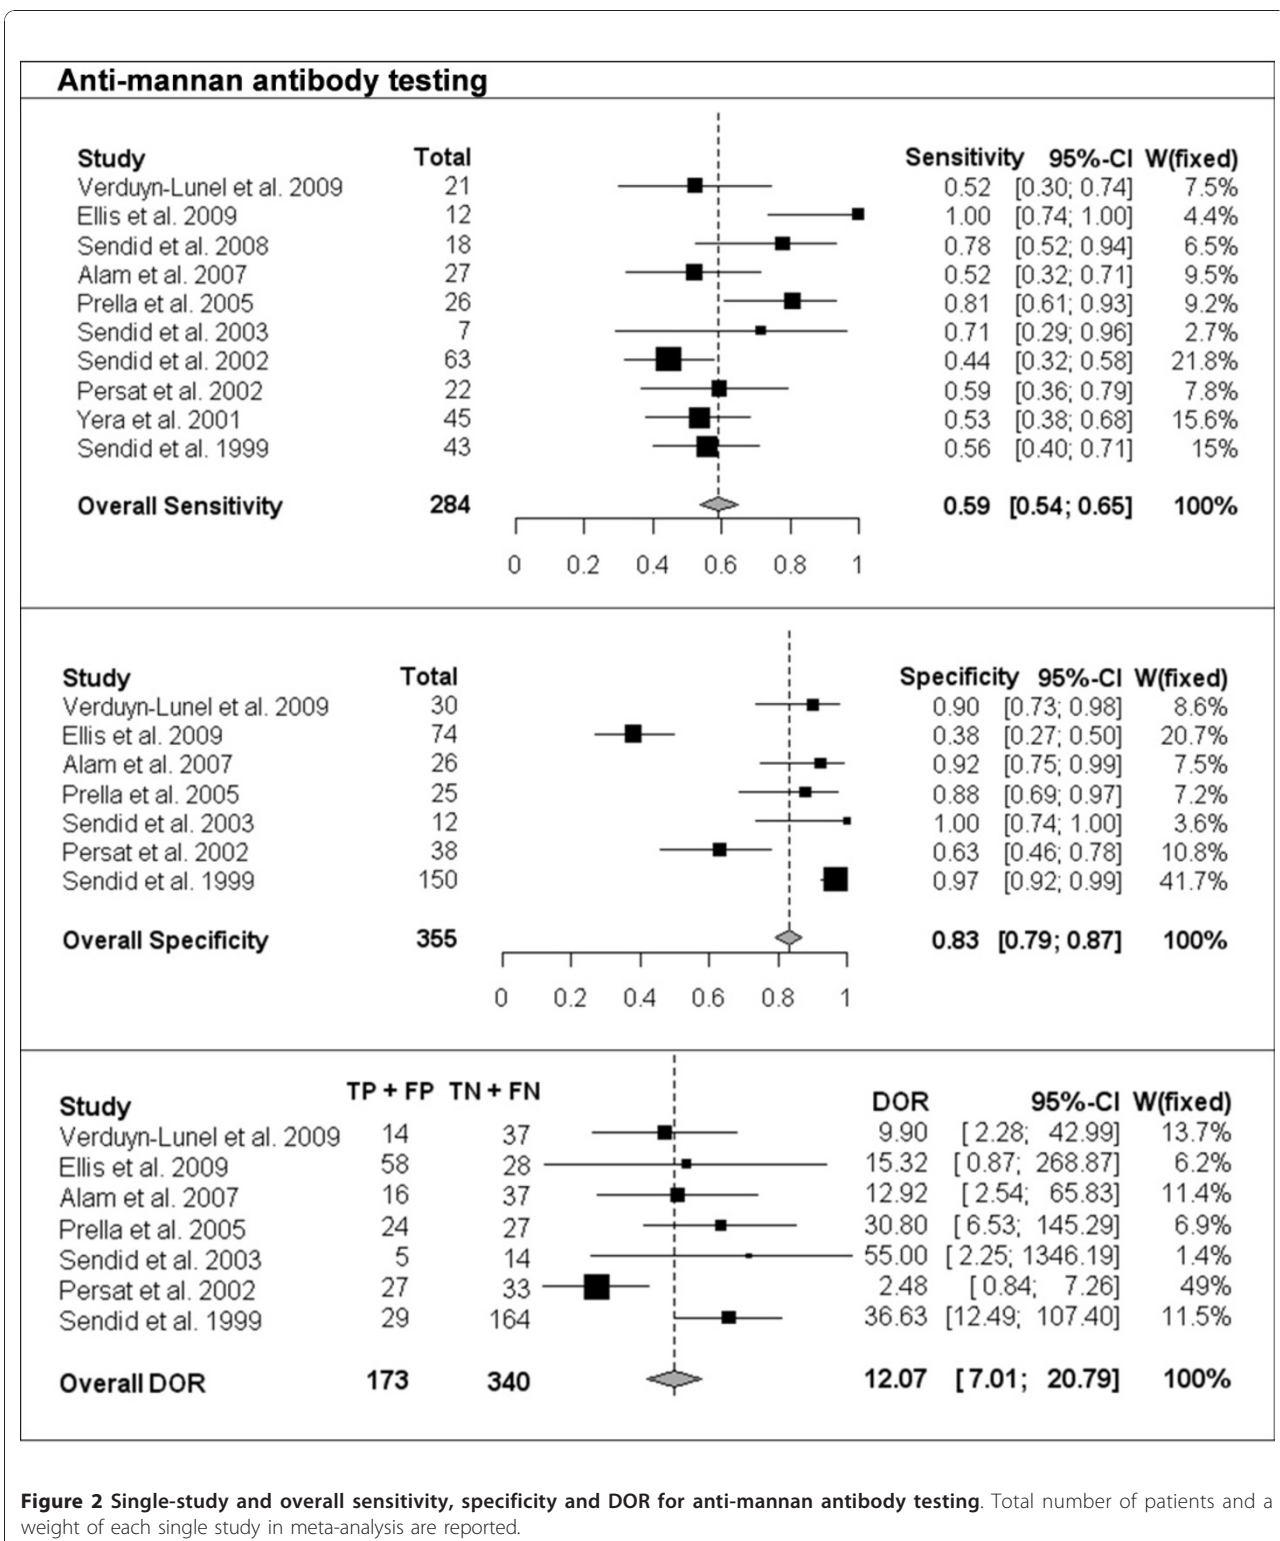 Anti-mannan antibody testing
Study Total Sensitivity 95%-CI W(fixed)
Verduyn-Lunel et al. 2009 21 0.52 [0.30; 0.74] 7.5%
Ellis et al. 2009 12 1.00 [0.74; 1.00] 4.4%
Sendid et al. 2008 18 0.78 [0.52; 0.94] 6.5%
Alam et al. 2007 27 0.52 [0.32; 0.71] 9.5%
Prella et al. 2005 26 0.81 [0.61; 0.93] 9.2%
Sendid et al. 2003 7 0.71 [0.29; 0.96] 2.7%
Sendid et al. 2002 63 0.44 [0.32; 0.58] 21.8%
Persat et al. 2002 22 0.59 [0.36; 0.79] 7.8%
Yera et al. 2001 45 0.53 [0.38; 0.68] 15.6%
Sendid et al. 1999 43 0.56 [0.40; 0.71] 15%
Overall Sensitivity 284 0.59 [0.54; 0.65] 100%
0 0.2 0.4 0.6 0.8 1
Study Total Specificity 95%-CI W(fixed)
Verduyn-Lunel et al. 2009 30 0.90 [0.73; 0.98] 8.6%
Ellis et al. 2009 74 0.38 [0.27; 0.50] 20.7%
Alam et al. 2007 26 0.92 [0.75; 0.99] 7.5%
Prella et al. 2005 25 0.88 [0.69; 0.97] 7.2%
Sendid et al. 2003 12 1.00 [0.74; 1.00] 3.6%
Persat et al. 2002 38 0.63 [0.46; 0.78] 10.8%
Sendid et al. 1999 150 0.97 [0.92; 0.99] 41.7%
Overall Specificity 355 0.83 [0.79; 0.87] 100%
0 0.2 0.4 0.6 0.8 1
Study TP + FP TN + FN DOR 95%-CI W(fixed)
Verduyn-Lunel et al. 2009 14 37 9.90 [ 2.28; 42.99] 13.7%
Ellis et al. 2009 58 28 15.32 [ 0.87; 268.87] 6.2%
Alam et al. 2007 16 37 12.92 [ 2.54; 65.83] 11.4%
Prella et al. 2005 24 27 30.80 [ 6.53; 145.29] 6.9%
Sendid et al. 2003 5 14 55.00 [ 2.25; 1346.19] 1.4%
Persat et al. 2002 27 33 2.48 [ 0.84; 7.26] 49%
Sendid et al. 1999 29 164 36.63 [12.49; 107.40] 11.5%
Overall DOR 173 340 12.07 [ 7.01; 20.79] 100%
Figure 2 Single-study and overall sensitivity, specificity and DOR for anti-mannan antibody testing. Total number of patients and a
weight of each single study in meta-analysis are reported.